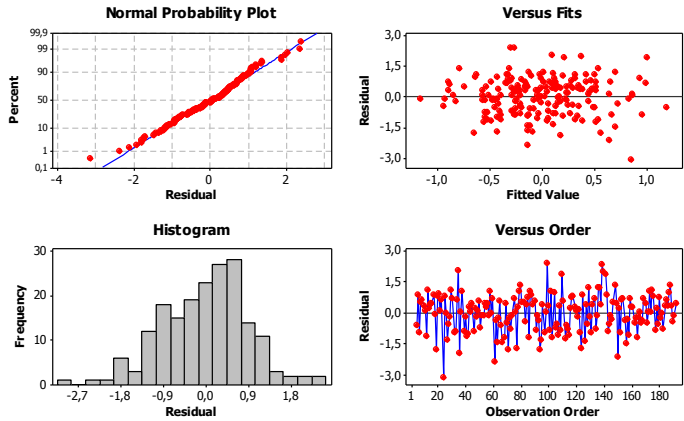 Normal Probability Plot
99,9
99
90
50
10
1
0,1
Percent
-4 -2 0 2
Residual
Versus Fits
3,0
1,5
0,0
-1,5
-3,0
Residual
-1,0 -0,5 0,0 0,5 1,0
Fitted Value
Histogram
30
20
10
0
Frequency
-2,7 -1,8 -0,9 0,0 0,9 1,8
Residual
Versus Order
3,0
1,5
0,0
-1,5
-3,0
Residual
1 20 40 60 80 100 120 140 160 180
Observation Order